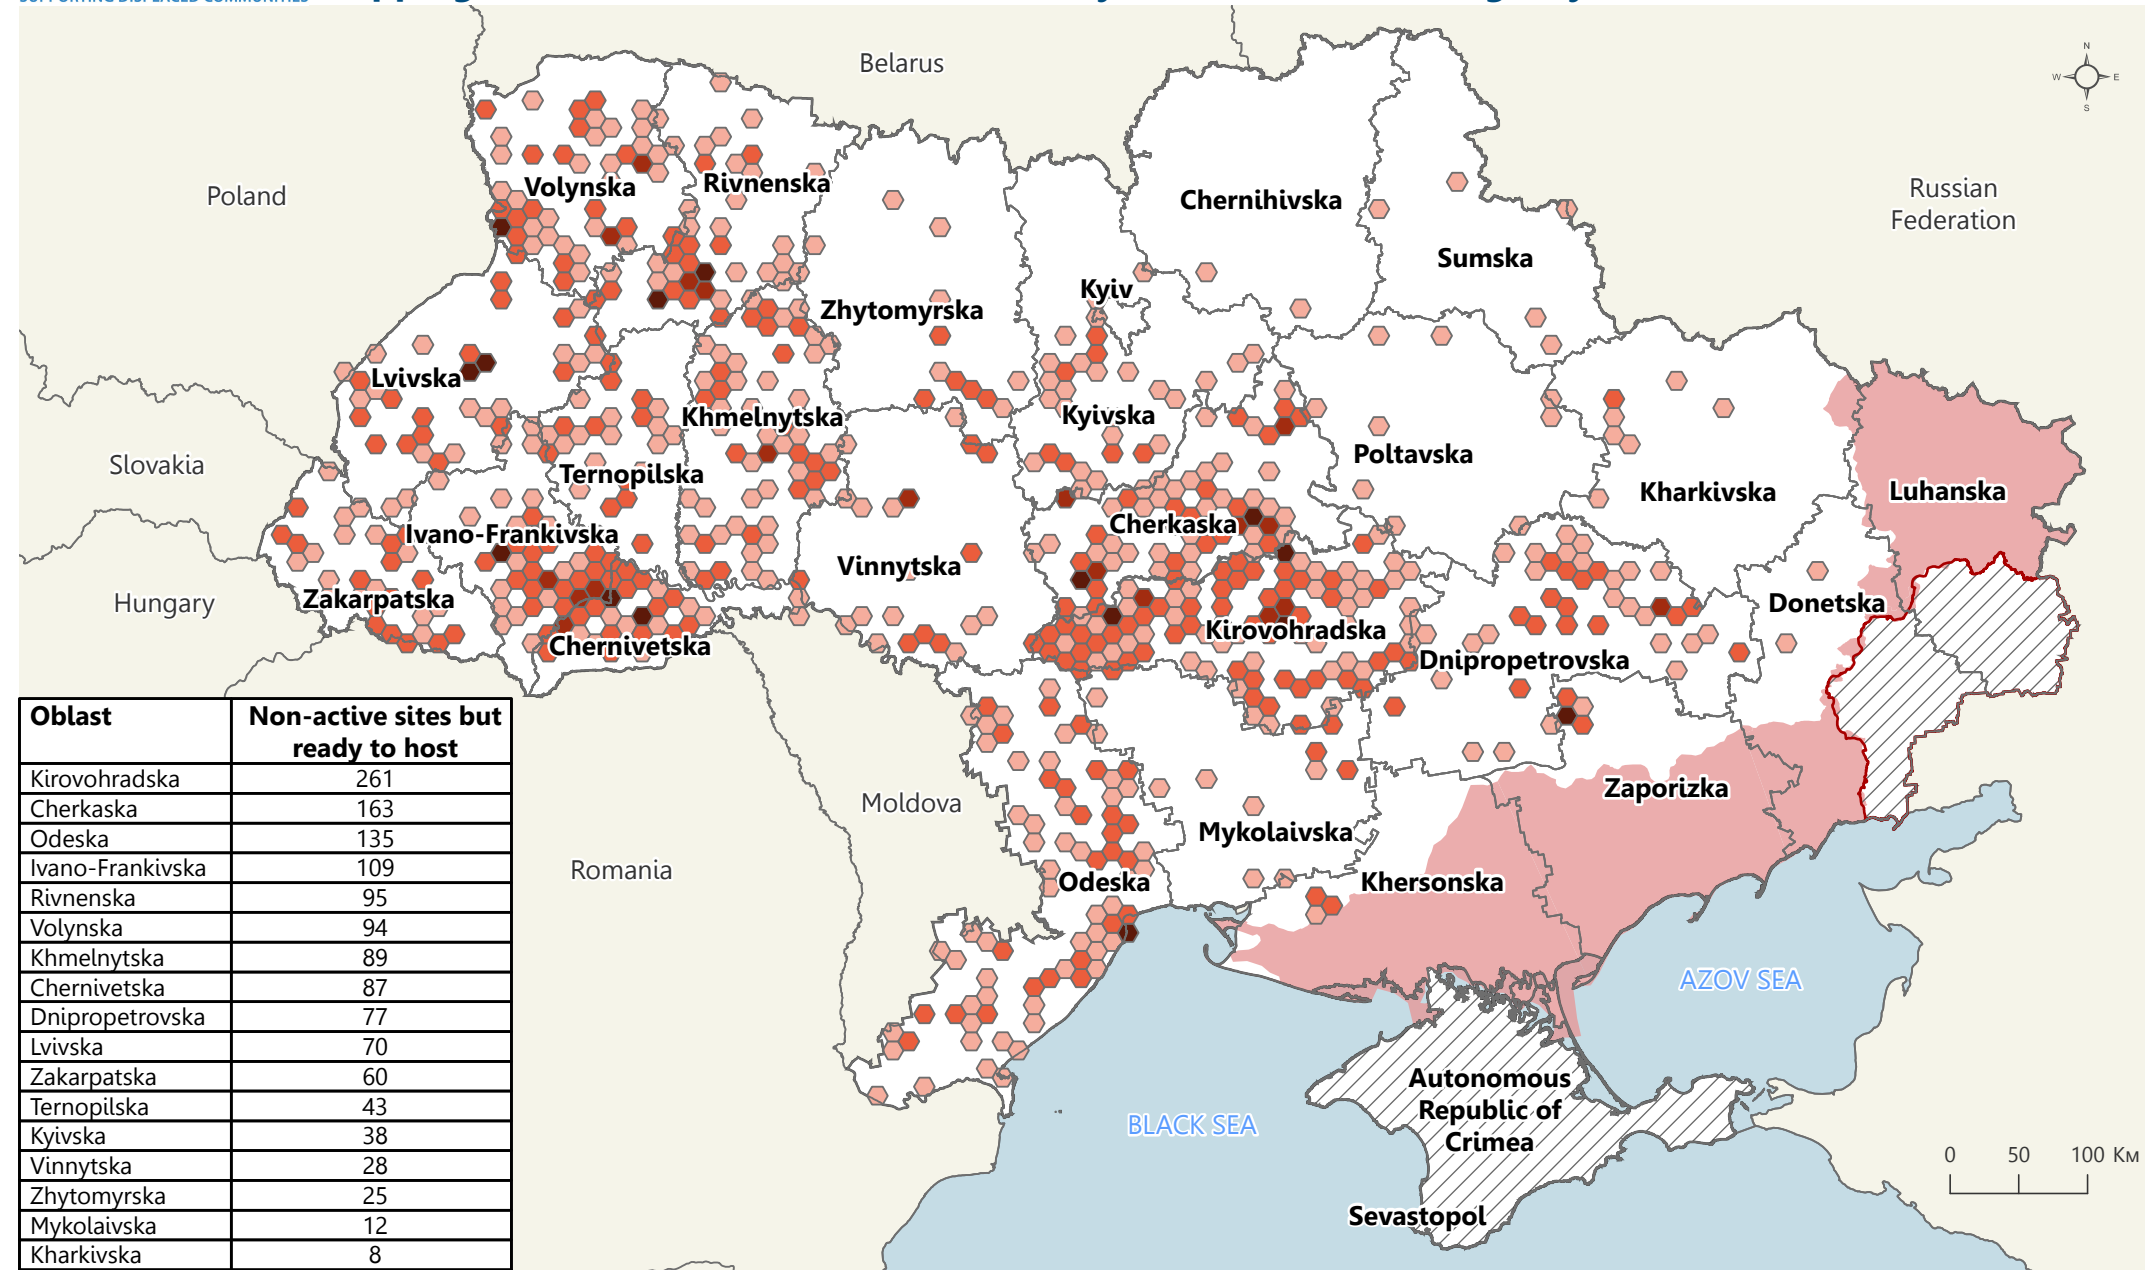 SUPPORTING DISPLACED COMMUNITIES
Belarus
Poland
Russian
Federation
Slovakia
Hungary
Romania
Moldova
Volynska
Rivnenska
Chernihivska
Sumska
Kyiv
Zhytomyrska
Lvivska
Khmelnytska
Kyivska
Poltavska
Ternopilska
Kharkivska
Luhanska
Ivano-Frankivska
Cherkaska
Vinnytska
Zakarpatska
Donetska
Chernivetska
Kirovohradska
Dnipropetrovska
Zaporizka
Mykolaivska
Odeska
Khersonska
AZOV SEA
BLACK SEA
Autonomous
Republic of
Crimea
Sevastopol
N
W E
S
0 50 100 Км
Oblast Non-active sites but
ready to host
Kirovohradska 261
Cherkaska 163
Odeska 135
Ivano-Frankivska 109
Rivnenska 95
Volynska 94
Khmelnytska 89
Chernivetska 87
Dnipropetrovska 77
Lvivska 70
Zakarpatska 60
Ternopilska 43
Kyivska 38
Vinnytska 28
Zhytomyrska 25
Mykolaivska 12
Kharkivska 8